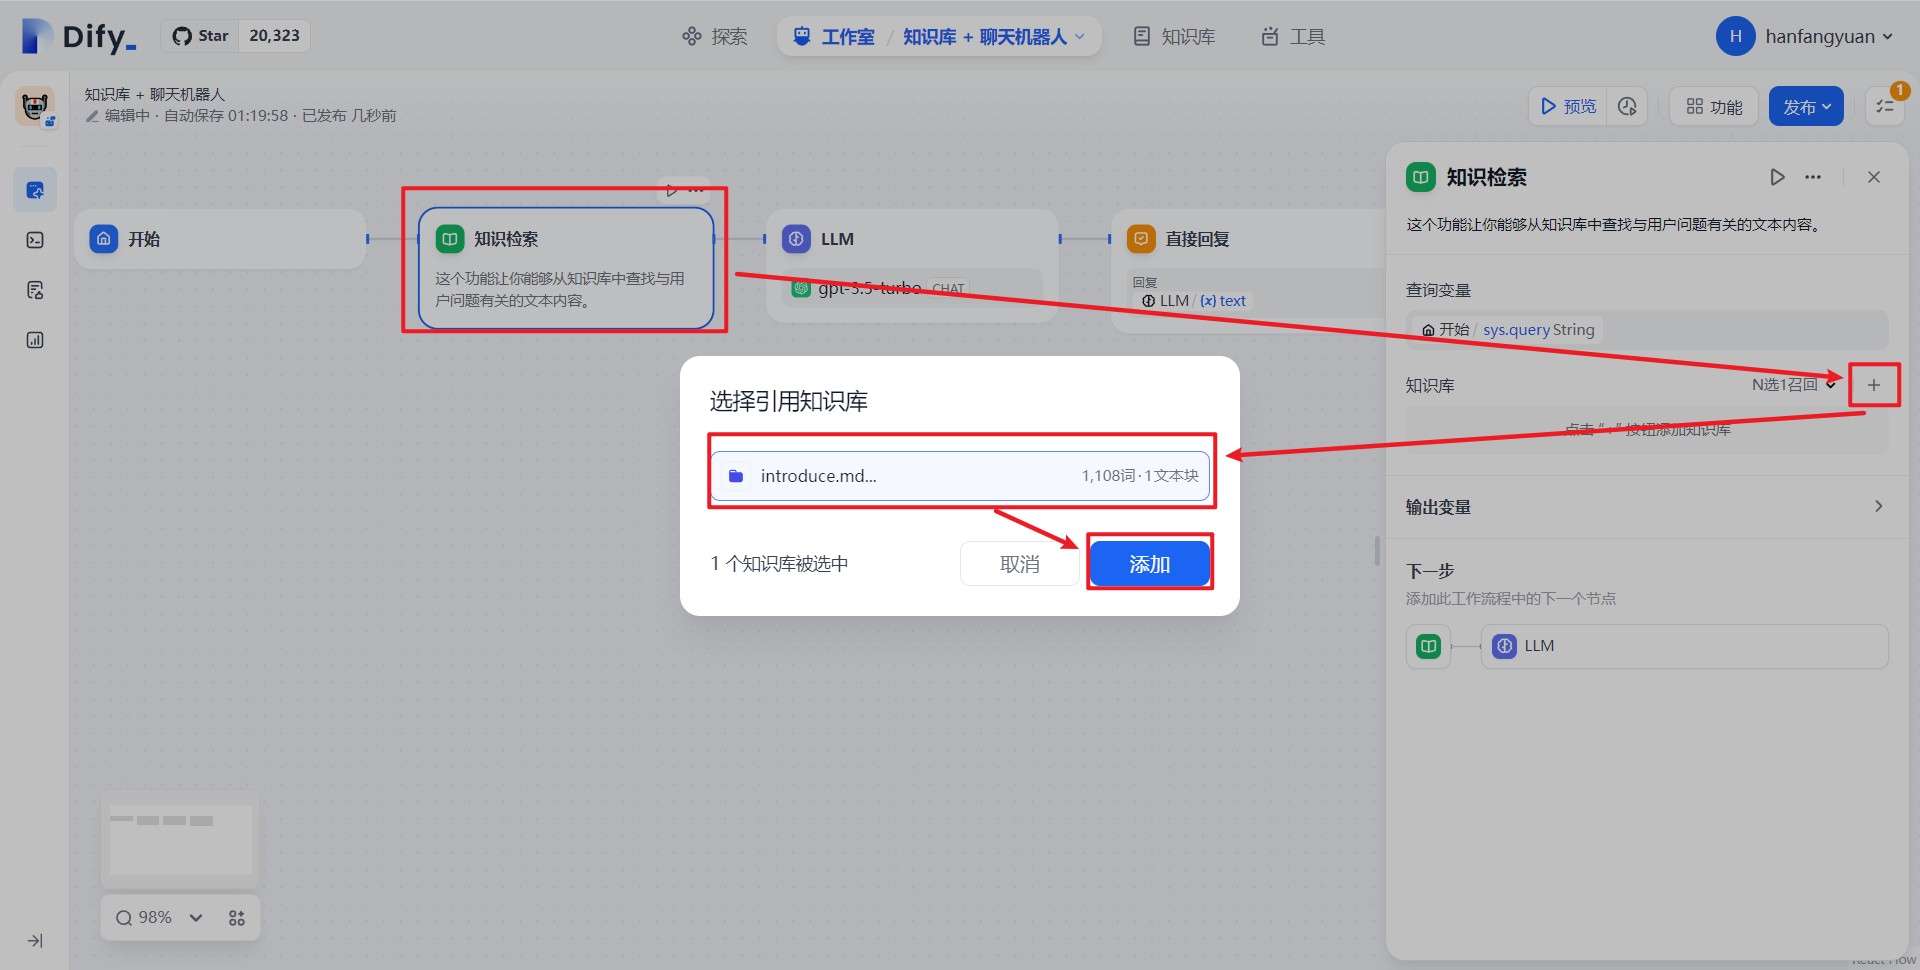 Dify_
Star 20,323
探索
工作室 / 知识库 + 聊天机器人
知识库
工具
H hanfangyuan
知识库 + 聊天机器人
编辑中 · 自动保存 01:19:58 · 已发布 几秒前
预览
功能
发布
1
开始
知识检索
这个功能让你能够从知识库中查找与用
户问题有关的文本内容。
LLM
gpt-3.5-turbo CHAT
直接回复
回复
LLM / {x} text
知识检索
这个功能让你能够从知识库中查找与用户问题有关的文本内容。
查询变量
开始 / sys.query String
知识库
N选1召回
点击 “+” 按钮添加知识库
输出变量
下一步
添加此工作流程中的下一个节点
LLM
选择引用知识库
introduce.md...
1,108词 · 1文本块
1 个知识库被选中
取消
添加
98%
React Flow